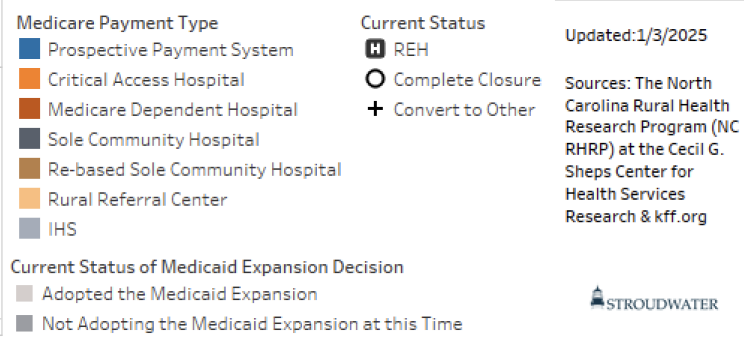 Medicare Payment Type
Prospective Payment System
Critical Access Hospital
Medicare Dependent Hospital
Sole Community Hospital
Re-based Sole Community Hospital
Rural Referral Center
IHS
Current Status
H REH
Complete Closure
Convert to Other
Current Status of Medicaid Expansion Decision
Adopted the Medicaid Expansion
Not Adopting the Medicaid Expansion at this Time
Updated:1/3/2025
Sources: The North
Carolina Rural Health
Research Program (NC
RHRP) at the Cecil G.
Sheps Center for
Health Services
Research & kff.org
STROUDWATER